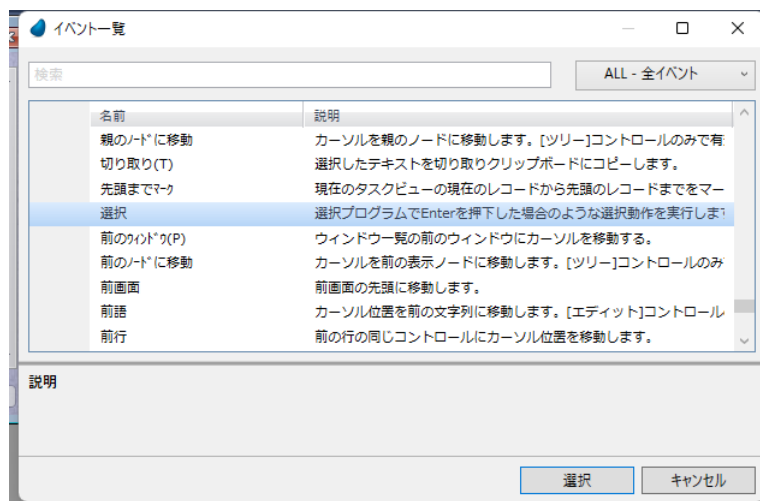 イベント一覧
検索
ALL - 全イベント
名前 説明
親のﾉｰﾄﾞに移動 カーソルを親のノードに移動します。[ツリー]コントロールのみで有
切り取り(T) 選択したテキストを切り取りクリップボードにコピーします。
先頭までﾏｰｸ 現在のタスクビューの現在のレコードから先頭のレコードまでをマー
選択 選択プログラムでEnterを押下した場合のような選択動作を実行しま
前のｳｨﾝﾄﾞｳ(P) ウィンドウ一覧の前のウィンドウにカーソルを移動する。
前のﾉｰﾄﾞに移動 カーソルを前の表示ノードに移動します。[ツリー]コントロールのみ
前画面 前画面の先頭に移動します。
前語 カーソル位置を前の文字列に移動します。[エディット]コントロール
前行 前の行の同じコントロールにカーソル位置を移動します。
説明
選択 キャンセル